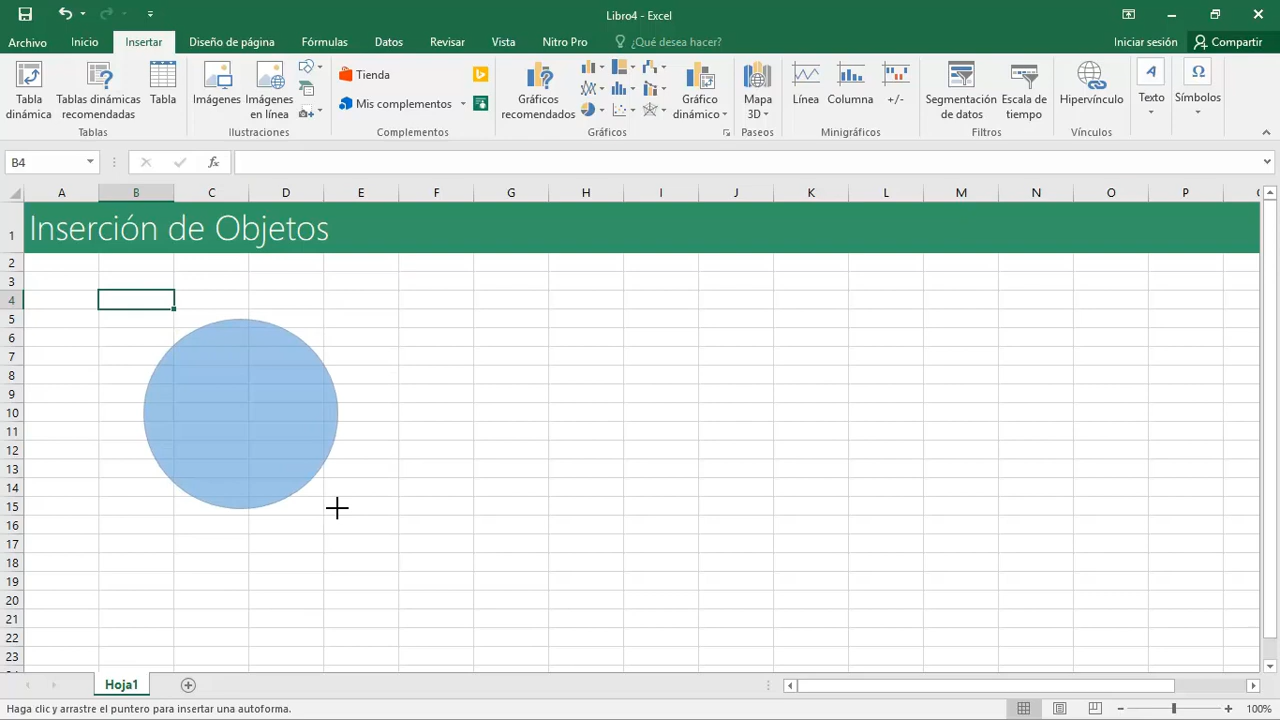 Libro4 - Excel
Archivo Inicio Insertar Diseño de página Fórmulas Datos Revisar Vista Nitro Pro ¿Qué desea hacer? Iniciar sesión Compartir
Tabla dinámica
Tablas dinámicas recomendadas
Tabla
Tablas
Imágenes
Imágenes en línea
Ilustraciones
Tienda
Mis complementos
Complementos
Gráficos recomendados
Gráfico dinámico
Gráficos
Mapa 3D
Paseos
Línea
Columna
+/-
Minigráficos
Segmentación de datos
Escala de tiempo
Filtros
Hipervínculo
Vínculos
Texto
Símbolos
B4
fx
A B C D E F G H I J K L M N O P
1
Inserción de Objetos
2
3
4
5
6
7
8
9
10
11
12
13
14
15
16
17
18
19
20
21
22
23
Hoja1
Haga clic y arrastre el puntero para insertar una autoforma.
100%